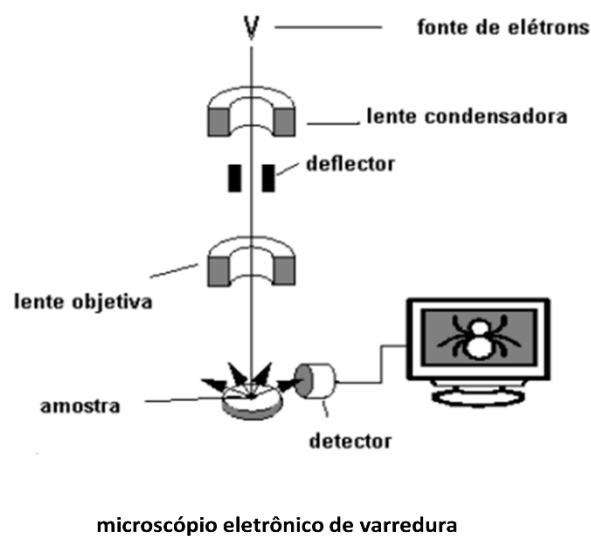 fonte de elétrons
lente condensadora
deflector
lente objetiva
amostra
detector
microscópio eletrônico de varredura